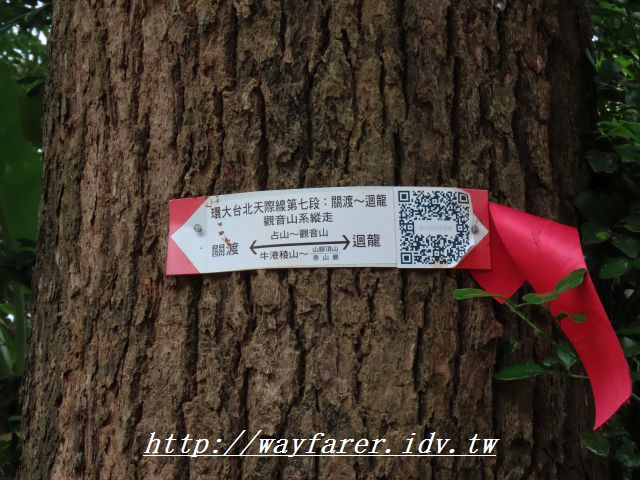 環大台北天際線第七段：關渡～迴龍
觀音山系縱走
占山～觀音山
關渡 ⟷ 迴龍
牛港稜山～山腳頂山 泰山巖
http://wayfarer.idv.tw